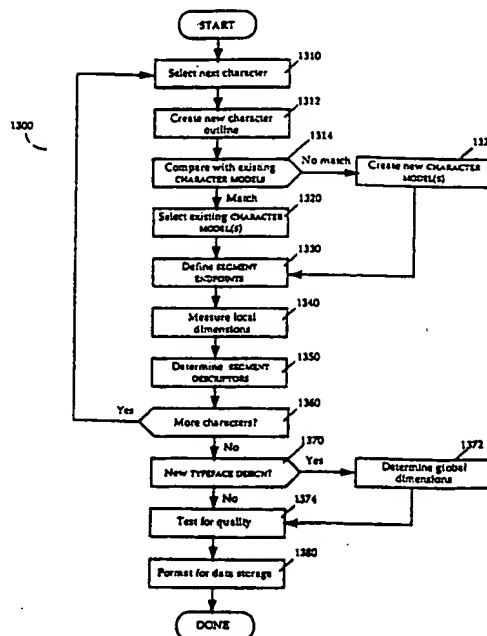 START
1310
Select next character
1300
1312
Create new character
outline
1314
Compare with existing
CHARACTER MODELS
No match
Create new CHARACTER
MODEL(S)
Match
1320
Select existing CHARACTER
MODEL(S)
1330
Define SEGMENT
ENDPOINTS
1340
Measure local
dimensions
1350
Determine SEGMENT
DESCRIPTORS
Yes
1360
More characters?
No
1370
New TYPEFACE DESIGN?
Yes
1372
Determine global
dimensions
No
1374
Test for quality
1380
Format for data storage
DONE